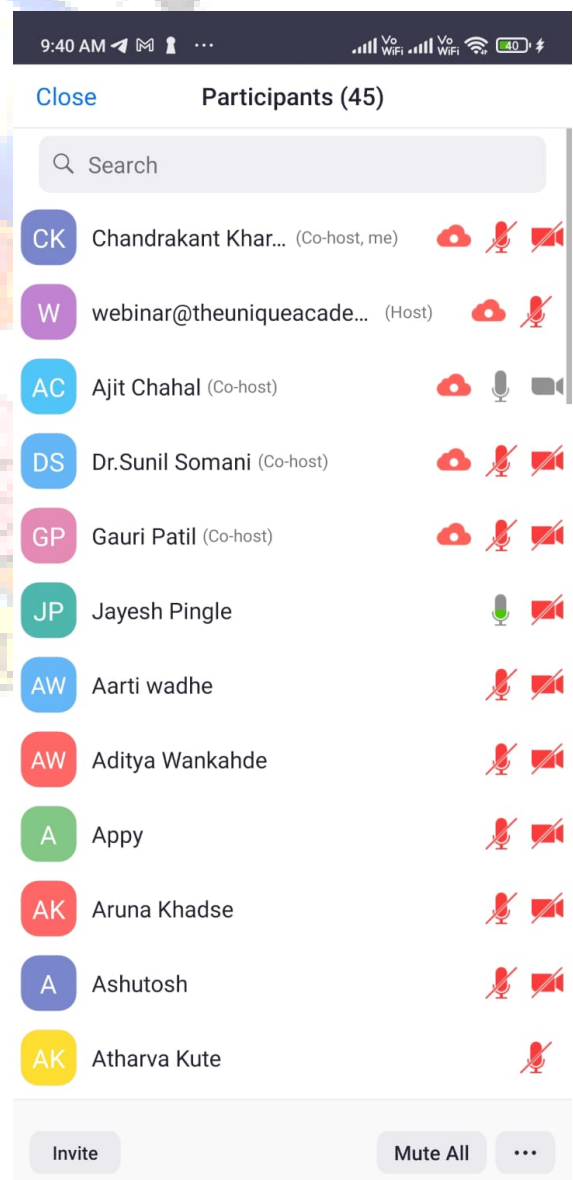 9:40 AM ... Vo WiFi Vo WiFi 40
Close Participants (45)
Search
CK Chandrakant Khar... (Co-host, me)
W webinar@theuniqueacade... (Host)
AC Ajit Chahal (Co-host)
DS Dr.Sunil Somani (Co-host)
GP Gauri Patil (Co-host)
JP Jayesh Pingle
AW Aarti wadhe
AW Aditya Wankahde
A Appy
AK Aruna Khadse
A Ashutosh
AK Atharva Kute
Invite Mute All ...